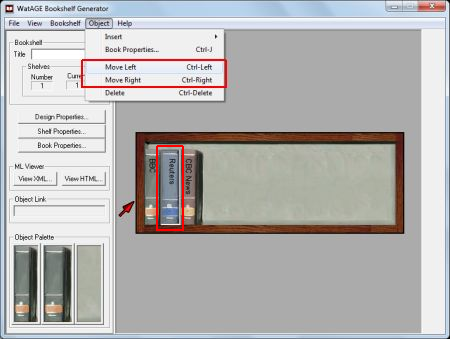 WatAGE Bookshelf Generator
File View Bookshelf Object Help
Insert
Book Properties... Ctrl-J
Move Left Ctrl-Left
Move Right Ctrl-Right
Delete Ctrl-Delete
Bookshelf
Title
Shelves
Number
1 1
Design Properties...
Shelf Properties...
Book Properties...
ML Viewer
View XML... View HTML...
Object Link
Object Palette
BBC
Reuters
CBC News